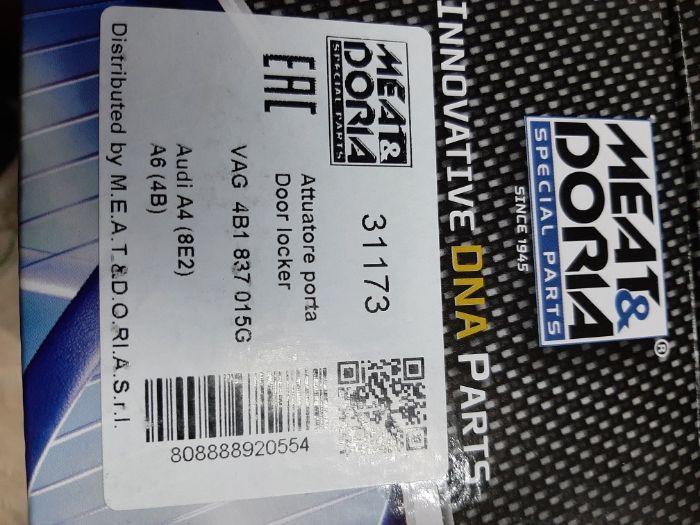 MEAT&
DORIA®
SPECIAL PARTS
SINCE 1945
INNOVATIVE DNA PARTS
MEAT&
DORIA
SPECIAL PARTS
31173
EAC
Attuatore porta
Door locker
VAG 4B1 837 015G
Audi A4 (8E2)
A6 (4B)
808888920554
Distributed by M.E.A.T.&.D.O.RI.A.S.r.l.